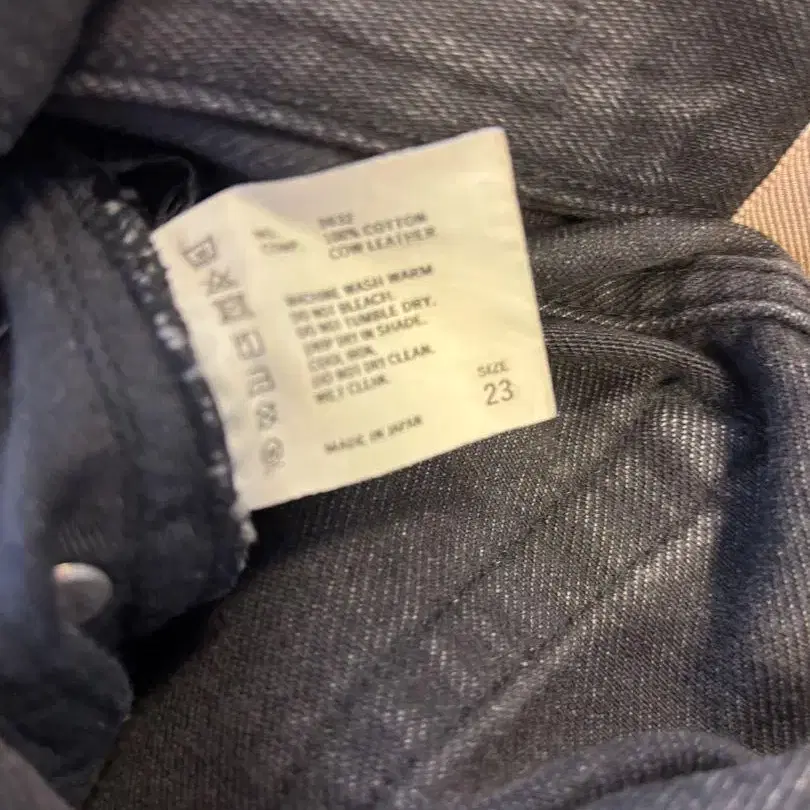 100% COTTON
COW LEATHER
MACHINE WASH WARM
DO NOT BLEACH.
DO NOT TUMBLE DRY.
DRIP DRY IN SHADE.
COOL IRON.
DO NOT DRY CLEAN.
WET CLEAN.
SIZE
23
MADE IN JAPAN